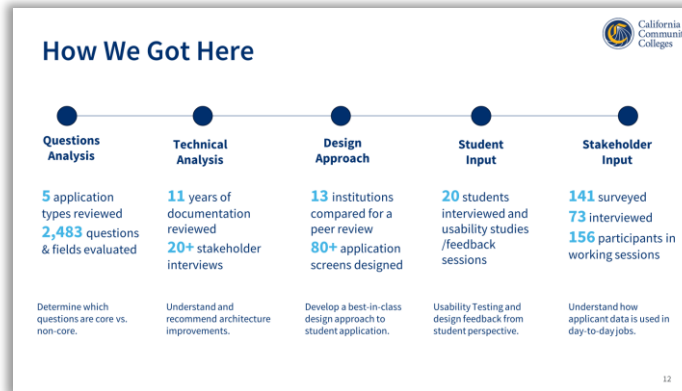 How We Got Here
California
Communit
Colleges
Questions
Analysis
5 application
types reviewed
2,483 questions
& fields evaluated
Determine which
questions are core vs.
non-core.
Technical
Analysis
11 years of
documentation
reviewed
20+ stakeholder
interviews
Understand and
recommend architecture
improvements.
Design
Approach
13 institutions
compared for a
peer review
80+ application
screens designed
Develop a best-in-class
design approach to
student application.
Student
Input
20 students
interviewed and
usability studies
/feedback
sessions
Usability Testing and
design feedback from
student perspective.
Stakeholder
Input
141 surveyed
73 interviewed
156 participants in
working sessions
Understand how
applicant data is used in
day-to-day jobs.
12